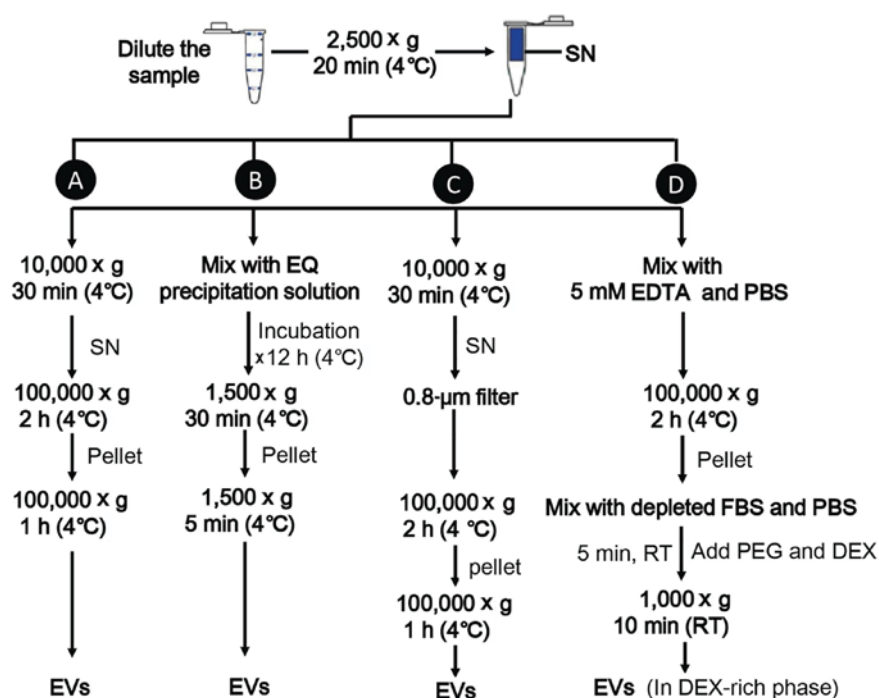 Dilute the
sample
2,500 x g
20 min (4°C)
SN
A
B
C
D
10,000 x g
30 min (4°C)
SN
100,000 x g
2 h (4°C)
Pellet
100,000 x g
1 h (4°C)
EVs
Mix with EQ
precipitation solution
Incubation
x12 h (4°C)
1,500 x g
30 min (4°C)
Pellet
1,500 x g
5 min (4°C)
EVs
10,000 x g
30 min (4°C)
SN
0.8-µm filter
100,000 x g
2 h (4 °C)
pellet
100,000 x g
1 h (4°C)
EVs
Mix with
5 mM EDTA and PBS
100,000 x g
2 h (4°C)
Pellet
Mix with depleted FBS and PBS
5 min, RT Add PEG and DEX
1,000 x g
10 min (RT)
EVs (In DEX-rich phase)